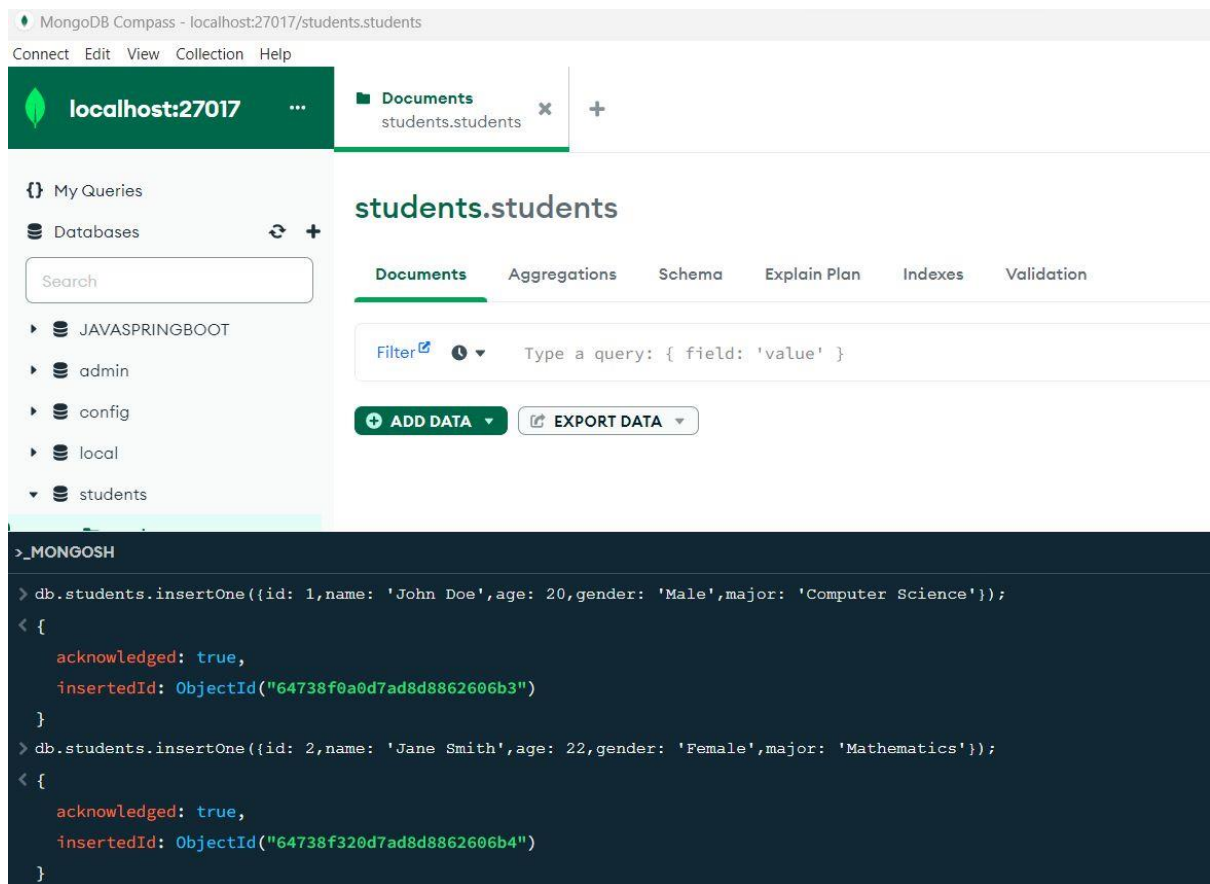 MongoDB Compass - localhost:27017/students.students
Connect Edit View Collection Help
localhost:27017 ...
Documents
students.students
{} My Queries
Databases
Search
JAVASPRINGBOOT
admin
config
local
students
students.students
Documents Aggregations Schema Explain Plan Indexes Validation
Filter Type a query: { field: 'value' }
ADD DATA EXPORT DATA
>_MONGOSH
> db.students.insertOne({id: 1,name: 'John Doe',age: 20,gender: 'Male',major: 'Computer Science'});
< {
acknowledged: true,
insertedId: ObjectId("64738f0a0d7ad8d8862606b3")
}
> db.students.insertOne({id: 2,name: 'Jane Smith',age: 22,gender: 'Female',major: 'Mathematics'});
< {
acknowledged: true,
insertedId: ObjectId("64738f320d7ad8d8862606b4")
}